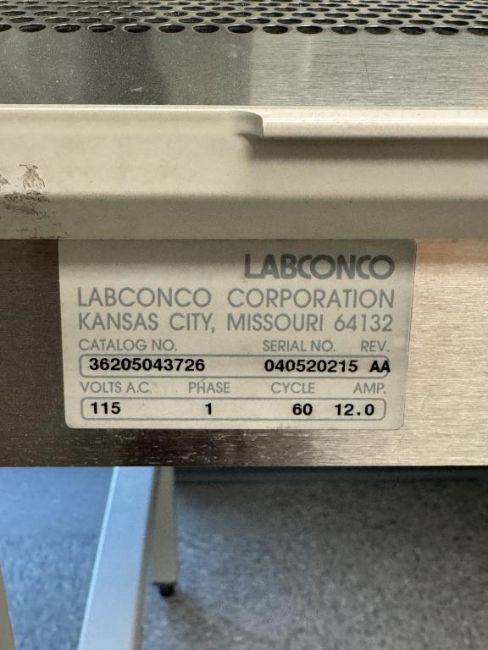 LABCONCO
LABCONCO CORPORATION
KANSAS CITY, MISSOURI 64132
CATALOG NO. SERIAL NO. REV.
36205043726 040520215 AA
VOLTS A.C. PHASE CYCLE AMP.
115 1 60 12.0